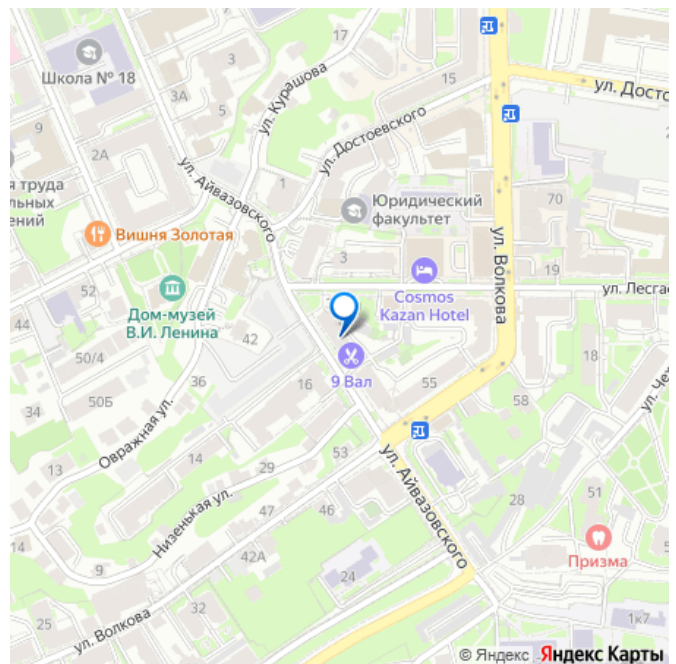 17
3
Школа № 18
15
3А
5
ул. Курашова
ул. Достоевского
ул. Досто
9
2А
ул. Айвазовского
1
я труда
льных
ений
Юридический
факультет
70
Вишня Золотая
ул. Волкова
3
19
52
Cosmos
Kazan Hotel
ул. Лесга
44
Дом-музей
В.И. Ленина
42
50/4
36
9 Вал
16
55
58
ул. Чех
50Б
34
Овражная ул.
53
ул. Айвазовского
13
14
29
Низенькая ул.
47
46
28
51
14
42А
Призма
9
24
32
25
ул. Волкова
1к7
© Яндекс Яндекс Карты